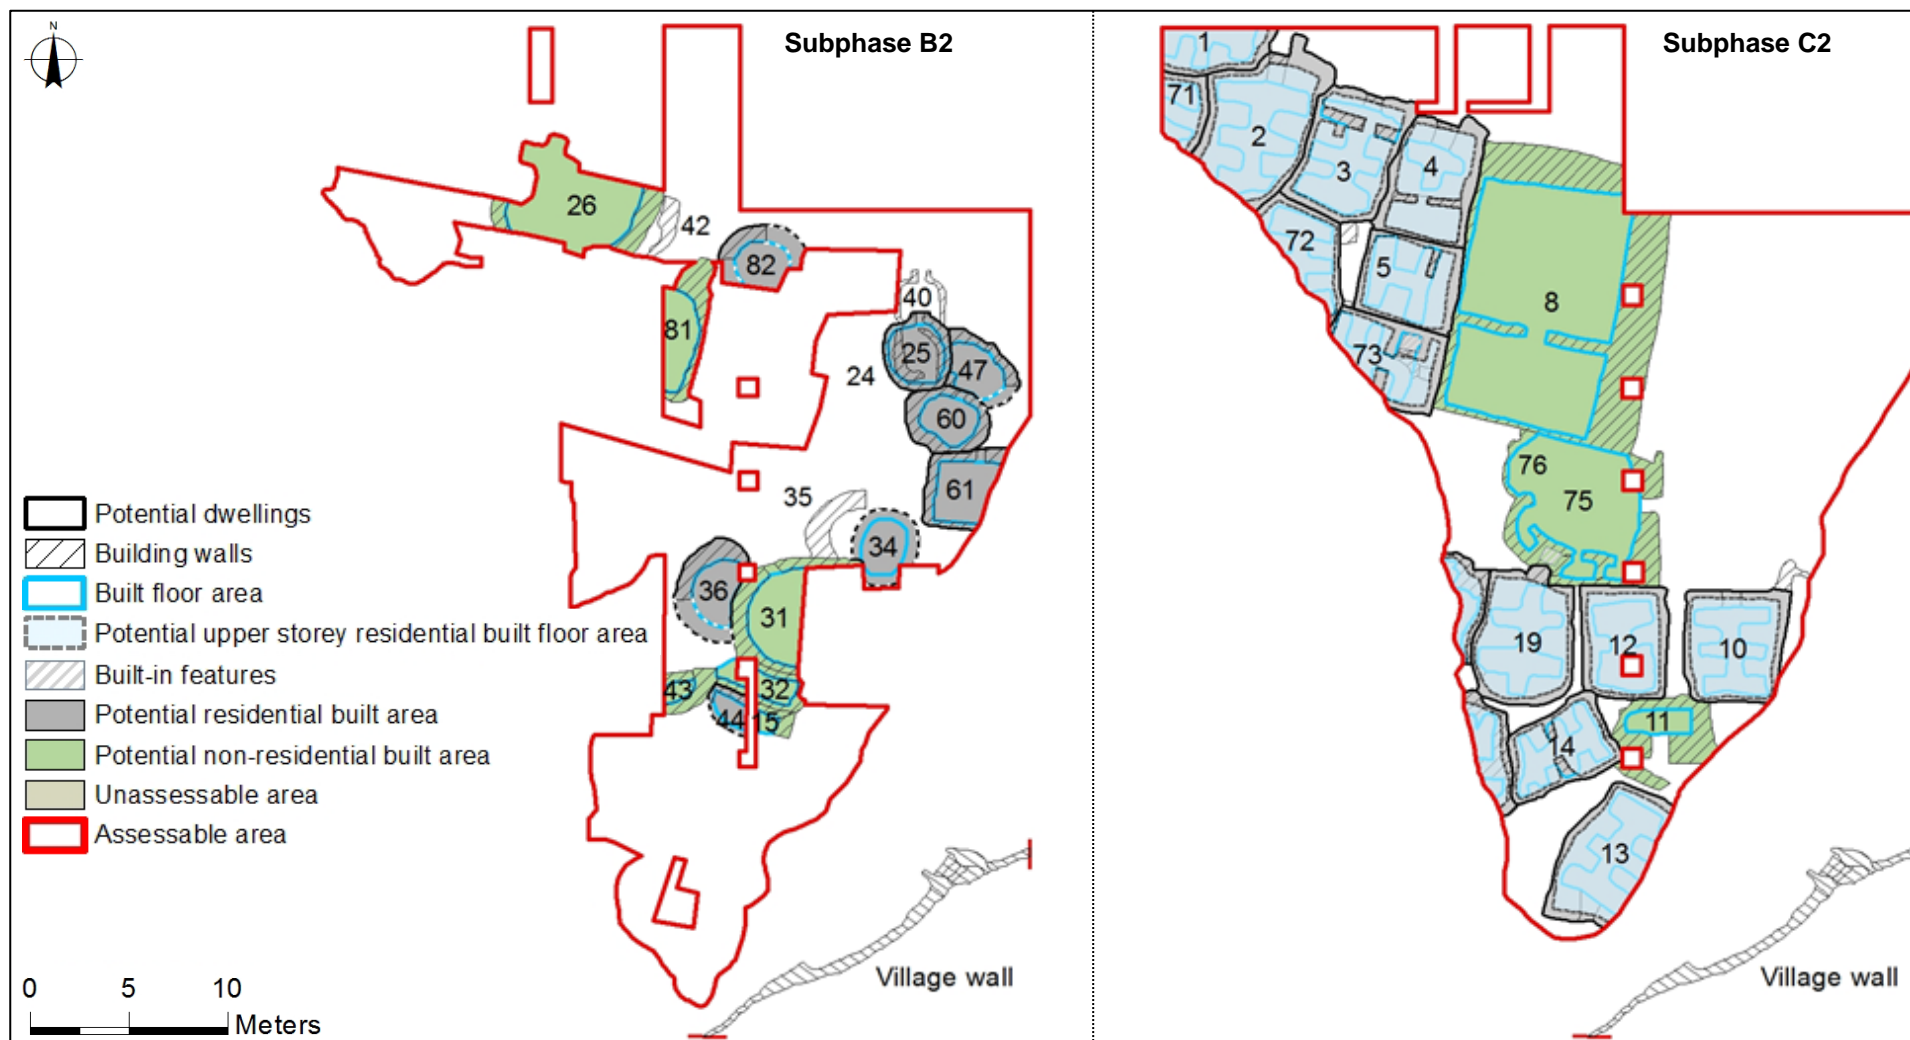 N
Subphase B2
26
42
82
81
40
25
47
24
60
61
35
34
36
31
43
32
44
15
Village wall
Potential dwellings
Building walls
Built floor area
Potential upper storey residential built floor area
Built-in features
Potential residential built area
Potential non-residential built area
Unassessable area
Assessable area
0 5 10
Meters
Subphase C2
1
71
2
3
4
72
5
8
73
76
75
19
12
10
11
14
13
Village wall